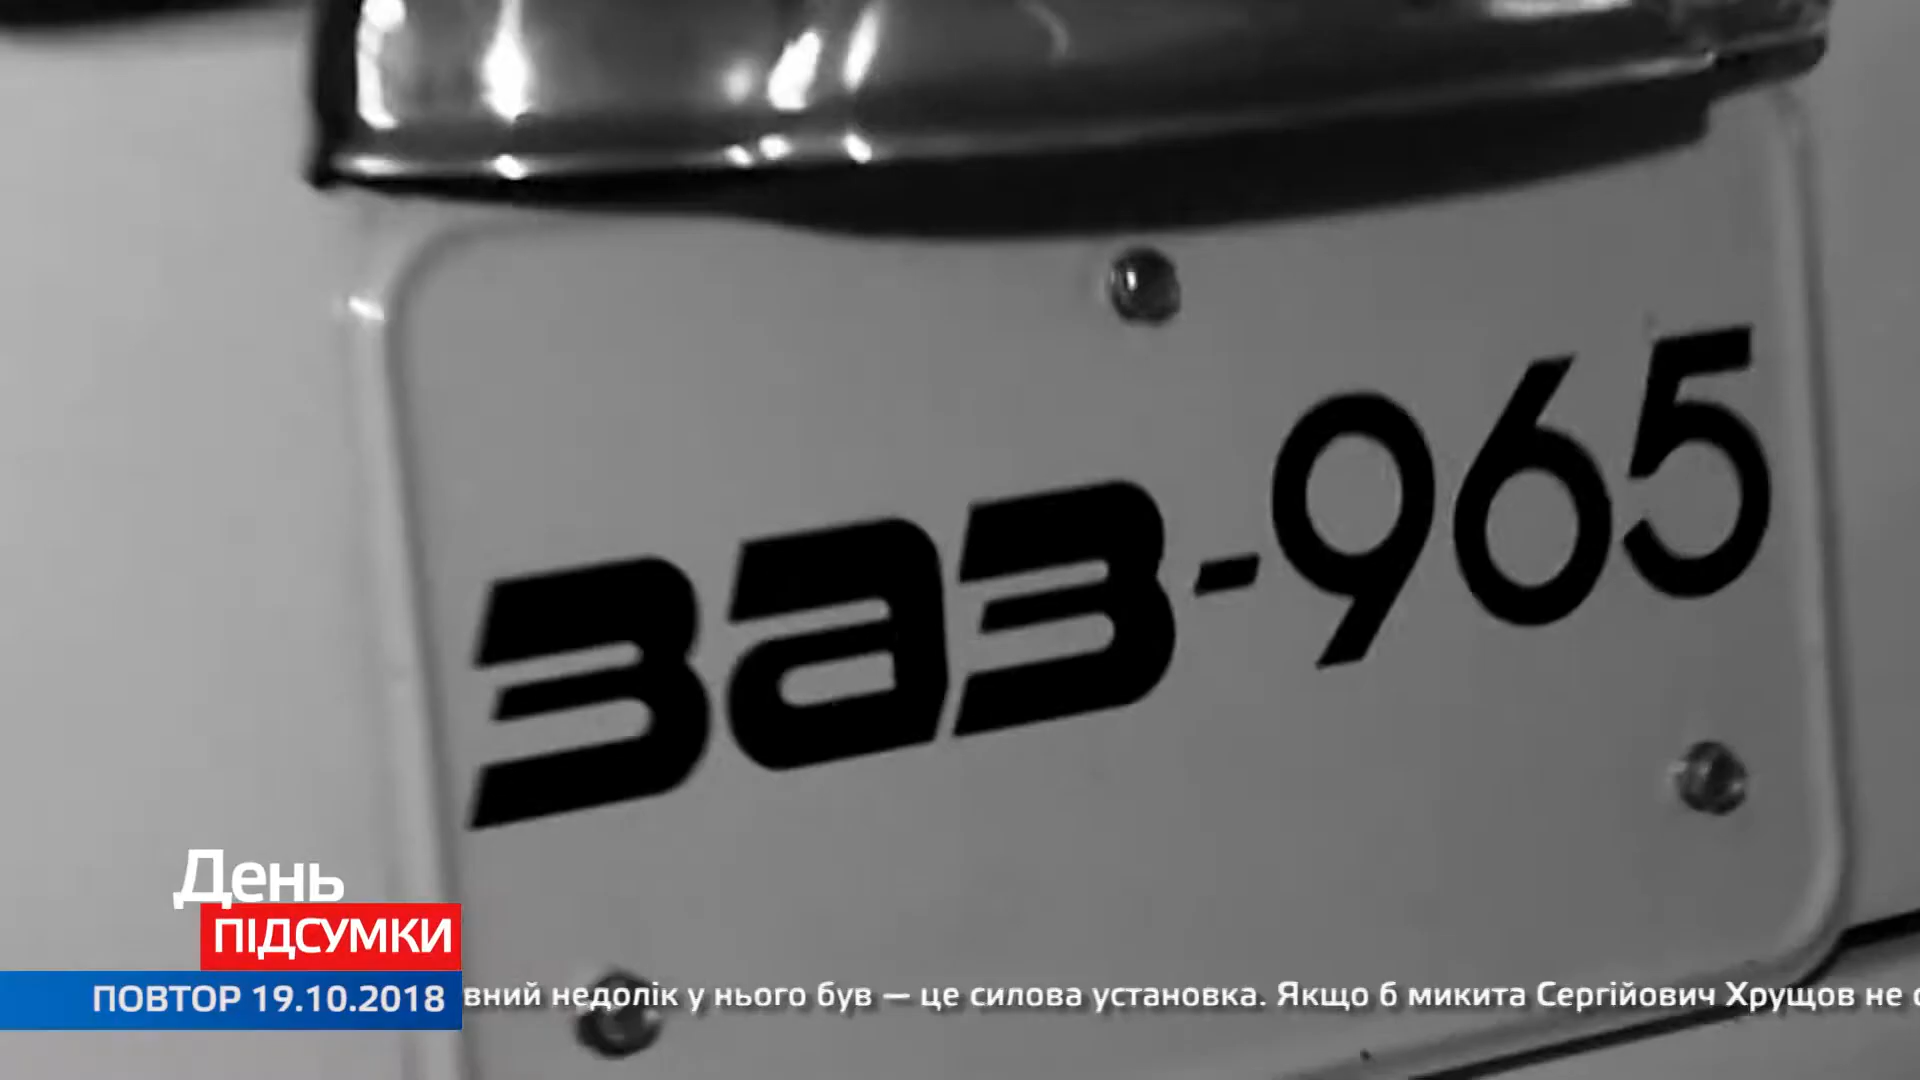 ЗАЗ-965
День
ПІДСУМКИ
ПОВТОР 19.10.2018
вний недолік у нього був — це силова установка. Якщо б микита Сергійович Хрущов не